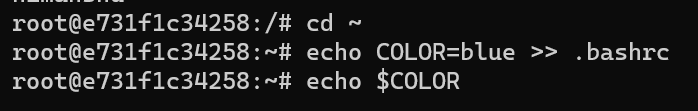 root@e731f1c34258:/# cd ~
root@e731f1c34258:~# echo COLOR=blue >> .bashrc
root@e731f1c34258:~# echo $COLOR